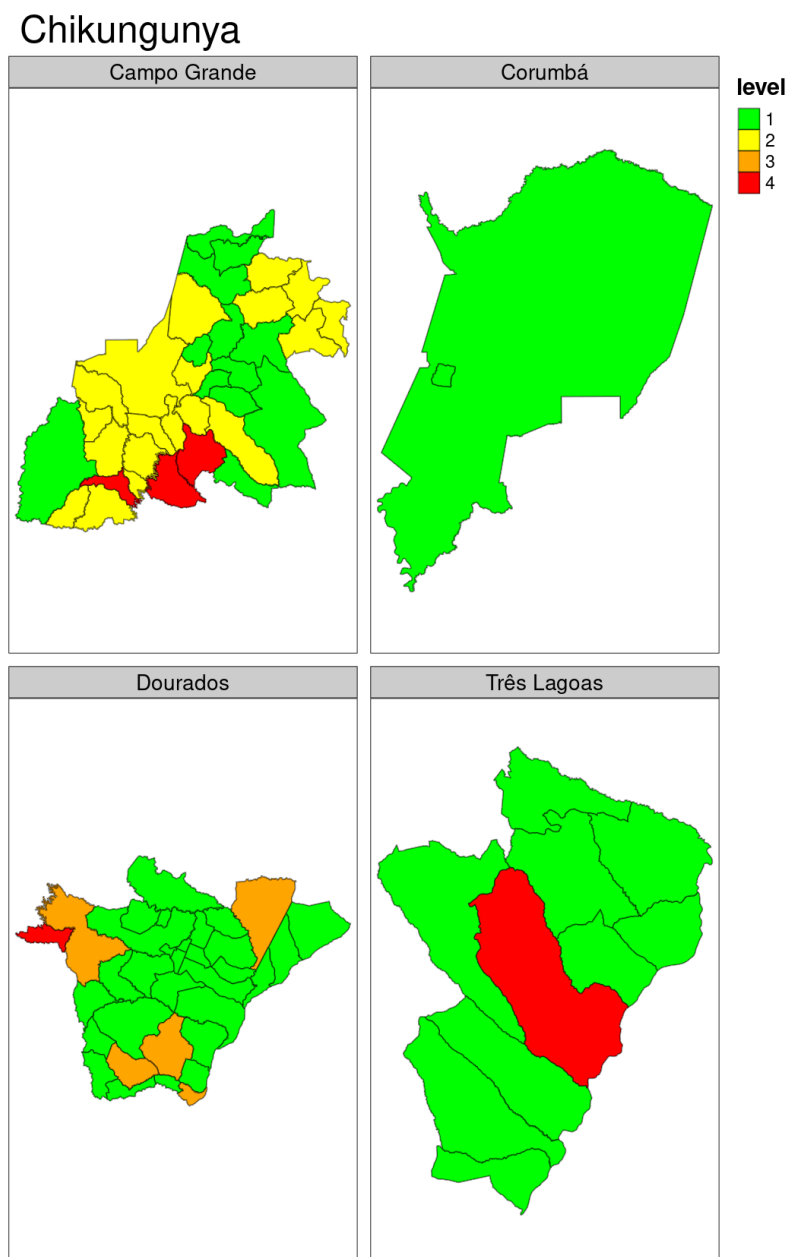 Chikungunya
Campo Grande
Corumbá
level
1
2
3
4
Dourados
Três Lagoas